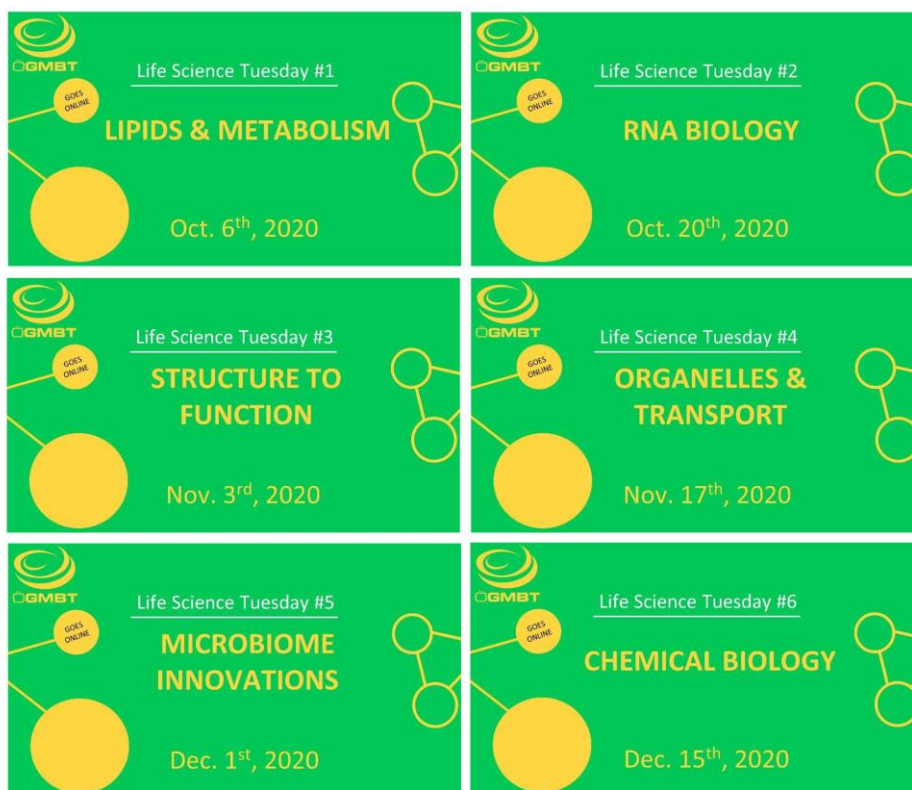 ÖGMBT
GOES
ONLINE
Life Science Tuesday #1
LIPIDS & METABOLISM
Oct. 6th, 2020
ÖGMBT
GOES
ONLINE
Life Science Tuesday #2
RNA BIOLOGY
Oct. 20th, 2020
ÖGMBT
GOES
ONLINE
Life Science Tuesday #3
STRUCTURE TO
FUNCTION
Nov. 3rd, 2020
ÖGMBT
GOES
ONLINE
Life Science Tuesday #4
ORGANELLES &
TRANSPORT
Nov. 17th, 2020
ÖGMBT
GOES
ONLINE
Life Science Tuesday #5
MICROBIOME
INNOVATIONS
Dec. 1st, 2020
ÖGMBT
GOES
ONLINE
Life Science Tuesday #6
CHEMICAL BIOLOGY
Dec. 15th, 2020